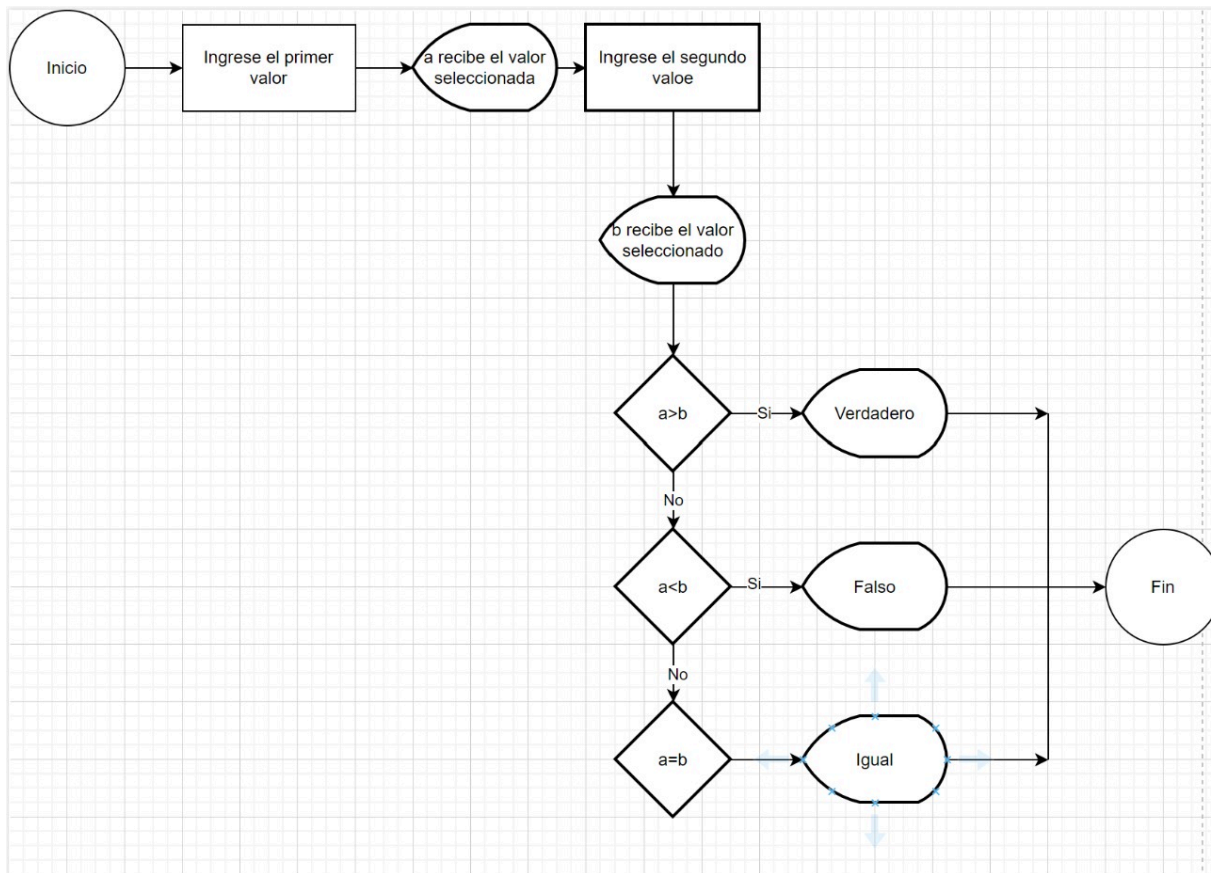 Inicio
Ingrese el primer
valor
a recibe el valor
seleccionada
Ingrese el segundo
valoe
b recibe el valor
seleccionado
a>b
Si
Verdadero
No
a<b
Si
Falso
Fin
No
a=b
Igual